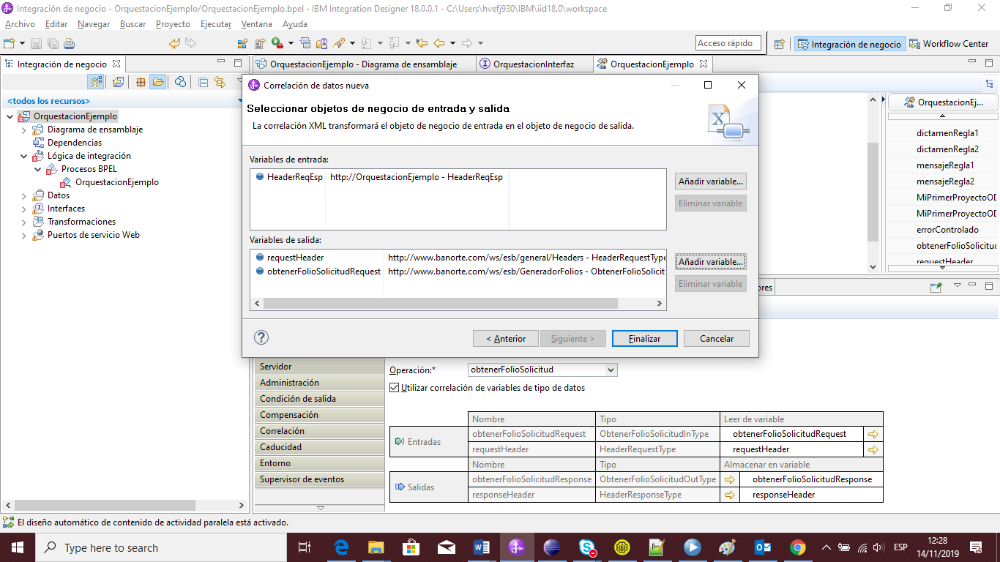 Integración de negocio - OrquestacionEjemplo/OrquestacionEjemplo.bpel - IBM Integration Designer 18.0.0.1 - C:\Users\hvefj930\IBM\iid18.0\workspace
Archivo Editar Navegar Buscar Proyecto Ejecutar Ventana Ayuda
Acceso rápido
Integración de negocio
Workflow Center
Integración de negocio
OrquestacionEjemplo - Diagrama de ensamblaje
OrquestacionInterfaz
OrquestacionEjemplo
<todos los recursos>
OrquestacionEjemplo
Diagrama de ensamblaje
Dependencias
Lógica de integración
Procesos BPEL
OrquestacionEjemplo
Datos
Interfaces
Transformaciones
Puertos de servicio Web
Correlación de datos nueva
Seleccionar objetos de negocio de entrada y salida
La correlación XML transformará el objeto de negocio de entrada en el objeto de negocio de salida.
Variables de entrada:
HeaderReqEsp http://OrquestacionEjemplo - HeaderReqEsp
Añadir variable...
Eliminar variable
Variables de salida:
requestHeader http://www.banorte.com/ws/esb/general/Headers - HeaderRequestType
obtenerFolioSolicitudRequest http://www.banorte.com/ws/esb/GeneradorFolios - ObtenerFolioSolicit
Añadir variable...
Eliminar variable
< Anterior
Siguiente >
Finalizar
Cancelar
OrquestacionEj...
dictamenRegla1
dictamenRegla2
mensajeRegla1
mensajeRegla2
MiPrimerProyectoOD
MiPrimerProyectoOD
errorControlado
obtenerFolioSolicitud
requestHeader
ores
Servidor
Administración
Condición de salida
Compensación
Correlación
Caducidad
Entorno
Supervisor de eventos
Operación:* obtenerFolioSolicitud
Utilizar correlación de variables de tipo de datos
Nombre Tipo Leer de variable
Entradas
obtenerFolioSolicitudRequest ObtenerFolioSolicitudInType obtenerFolioSolicitudRequest
requestHeader HeaderRequestType requestHeader
Nombre Tipo Almacenar en variable
Salidas
obtenerFolioSolicitudResponse ObtenerFolioSolicitudOutType obtenerFolioSolicitudResponse
responseHeader HeaderResponseType responseHeader
El diseño automático de contenido de actividad paralela está activado.
Type here to search
ESP
12:28
14/11/2019